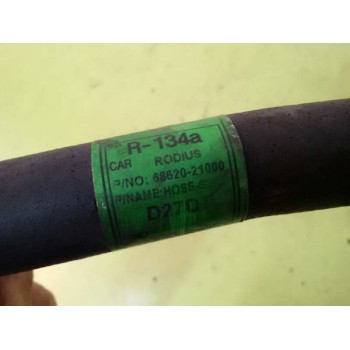 R-134a
CAR RODIUS
P/NO: 68620-21000
P/NAME:HOSE
D27D